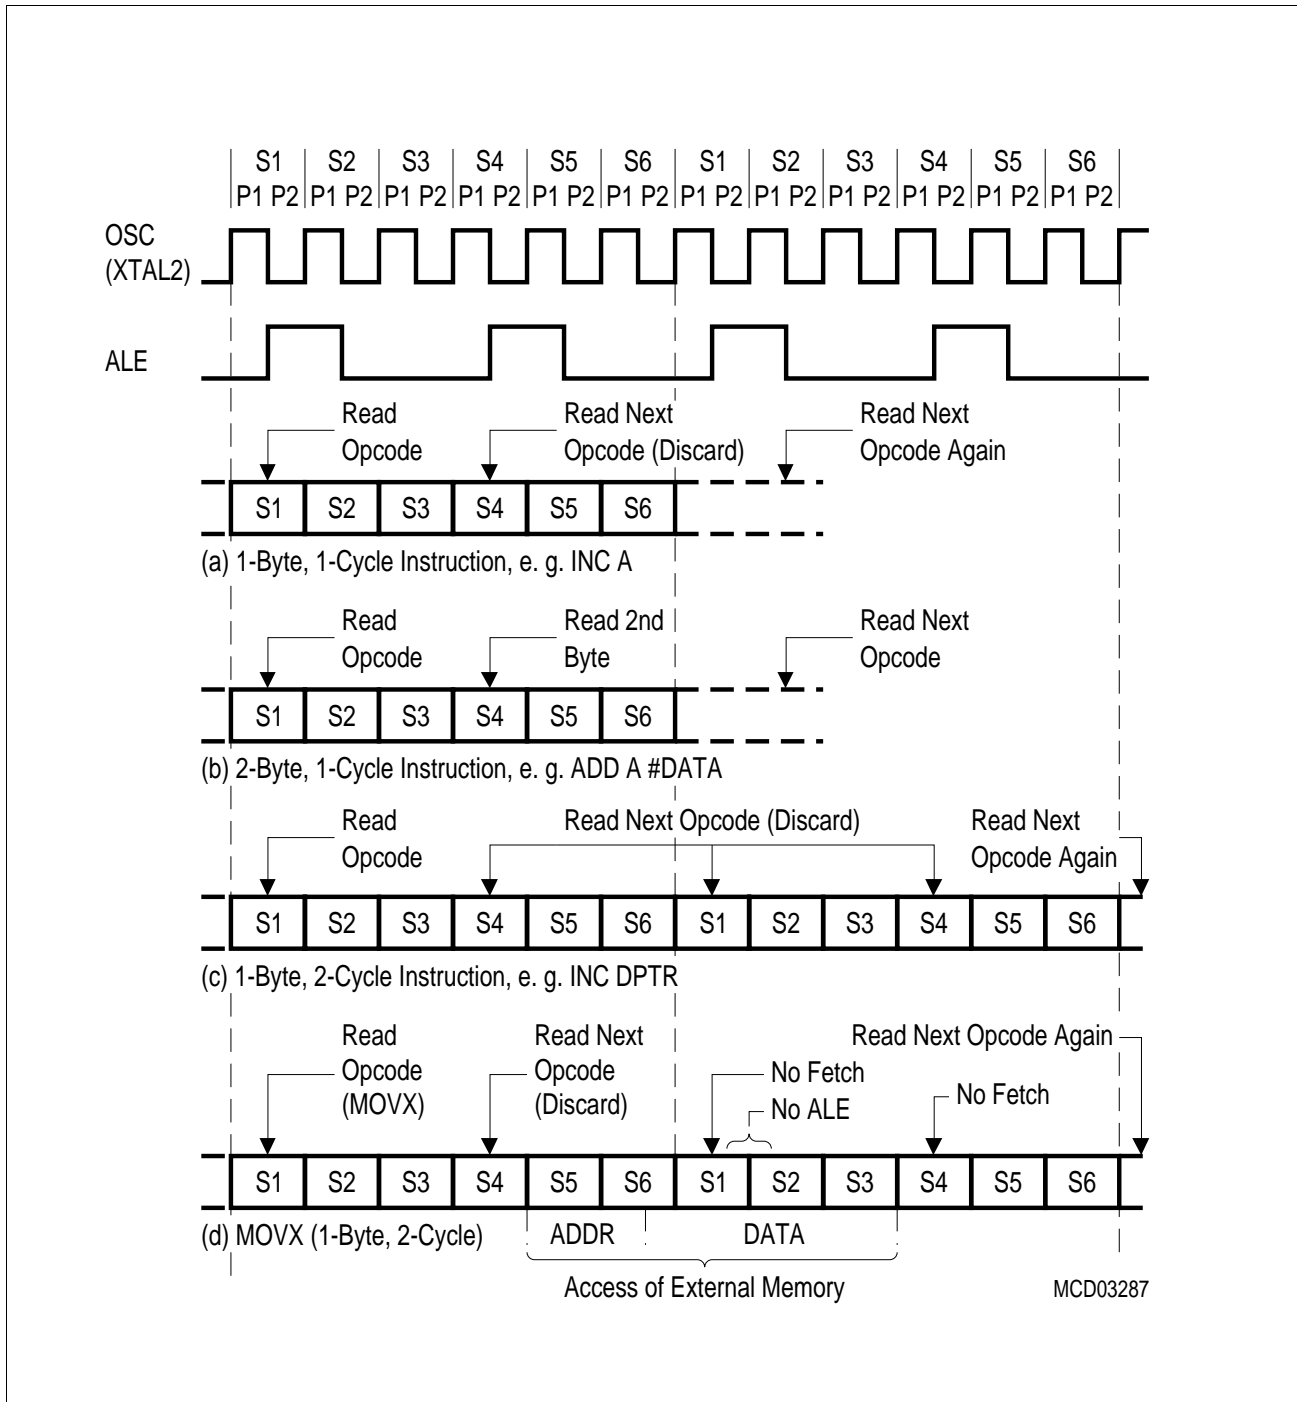 S1 S2 S3 S4 S5 S6 S1 S2 S3 S4 S5 S6
P1 P2 P1 P2 P1 P2 P1 P2 P1 P2 P1 P2 P1 P2 P1 P2 P1 P2 P1 P2 P1 P2 P1 P2
OSC
(XTAL2)
ALE
Read
Opcode
Read Next
Opcode (Discard)
Read Next
Opcode Again
S1 S2 S3 S4 S5 S6
(a) 1-Byte, 1-Cycle Instruction, e. g. INC A
Read
Opcode
Read 2nd
Byte
Read Next
Opcode
S1 S2 S3 S4 S5 S6
(b) 2-Byte, 1-Cycle Instruction, e. g. ADD A #DATA
Read
Opcode
Read Next Opcode (Discard)
Read Next
Opcode Again
S1 S2 S3 S4 S5 S6 S1 S2 S3 S4 S5 S6
(c) 1-Byte, 2-Cycle Instruction, e. g. INC DPTR
Read
Opcode
(MOVX)
Read Next
Opcode
(Discard)
Read Next Opcode Again
No Fetch
No ALE
No Fetch
S1 S2 S3 S4 S5 S6 S1 S2 S3 S4 S5 S6
(d) MOVX (1-Byte, 2-Cycle)
ADDR
DATA
Access of External Memory
MCD03287